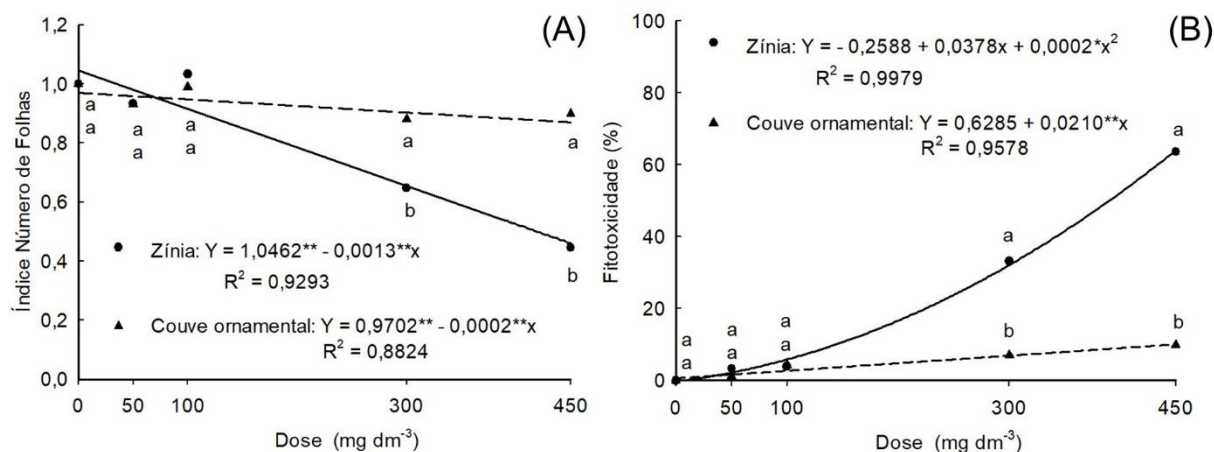 (A)
Índice Número de Folhas
1,2
1,0
0,8
0,6
0,4
0,2
0,0
a
a
a
a
a
a
a
b
a
b
Zínia: Y = 1,0462** - 0,0013**x
R² = 0,9293
Couve ornamental: Y = 0,9702** - 0,0002**x
R² = 0,8824
0 50 100 300 450
Dose (mg dm⁻³)
(B)
Fitotoxicidade (%)
100
80
60
40
20
0
Zínia: Y = - 0,2588 + 0,0378x + 0,0002*x²
R² = 0,9979
Couve ornamental: Y = 0,6285 + 0,0210**x
R² = 0,9578
a
a
a
a
a
a
a
b
a
b
0 50 100 300 450
Dose (mg dm⁻³)